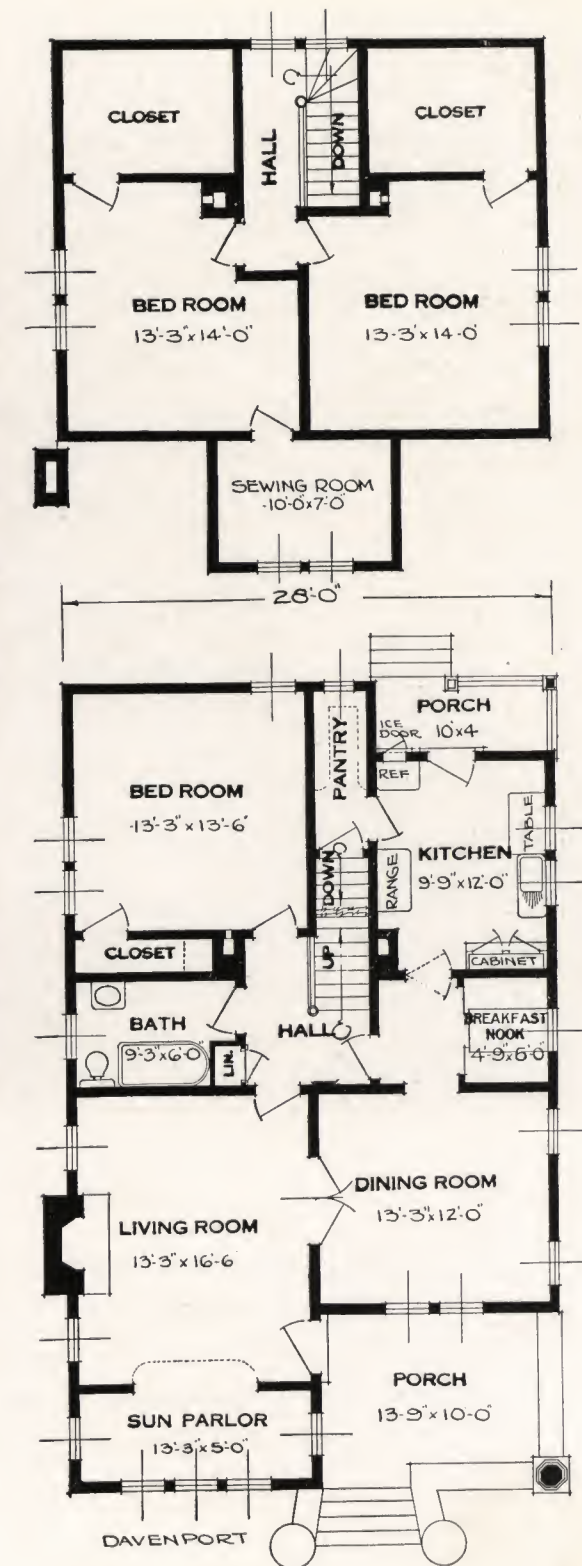 CLOSET
HALL
DOWN
CLOSET
BED ROOM
13'-3"x14'-0"
BED ROOM
13'-3"x14'-0
SEWING ROOM
10'-0"x7'-0"
28'-0"
PORCH
10'x4'
ICE
DOOR
REF
PANTRY
BED ROOM
13'-3"x13'-6"
KITCHEN
9'-9"x12'-0"
TABLE
RANGE
DOWN
UP
CABINET
CLOSET
BATH
9'-3"x6'-0"
LIN.
HALL
BREAKFAST
NOOK
4'-9"x6'-0"
DINING ROOM
13'-3"x12'-0"
LIVING ROOM
13'-3"x16'-6
PORCH
13'-9"x10'-0"
SUN PARLOR
13'-3"x5'-0"
DAVENPORT